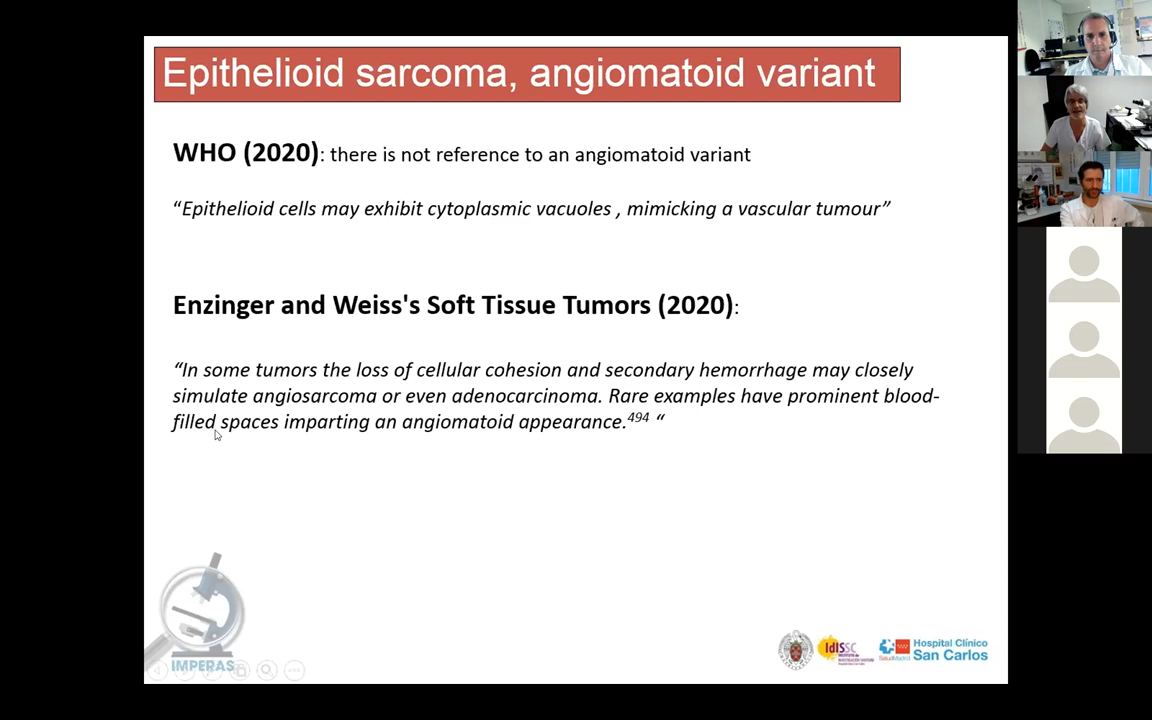 Epithelioid sarcoma, angiomatoid variant
WHO (2020): there is not reference to an angiomatoid variant
“Epithelioid cells may exhibit cytoplasmic vacuoles , mimicking a vascular tumour”
Enzinger and Weiss's Soft Tissue Tumors (2020):
“In some tumors the loss of cellular cohesion and secondary hemorrhage may closely
simulate angiosarcoma or even adenocarcinoma. Rare examples have prominent blood-
filled spaces imparting an angiomatoid appearance.494 “
IMPERAS
IdISSC
SaludMadrid
Hospital Clínico
San Carlos